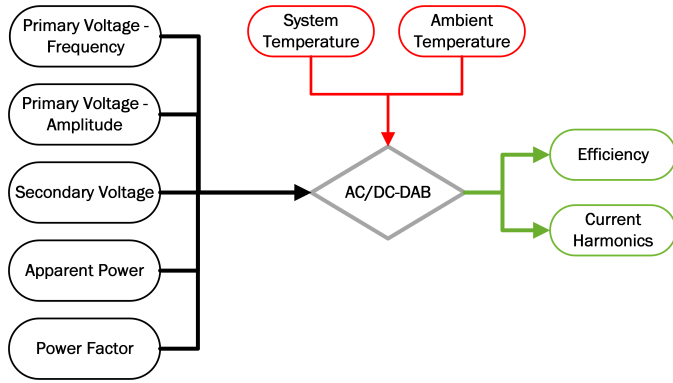 Primary Voltage -
Frequency
Primary Voltage -
Amplitude
Secondary Voltage
Apparent Power
Power Factor
System
Temperature
Ambient
Temperature
AC/DC-DAB
Efficiency
Current
Harmonics